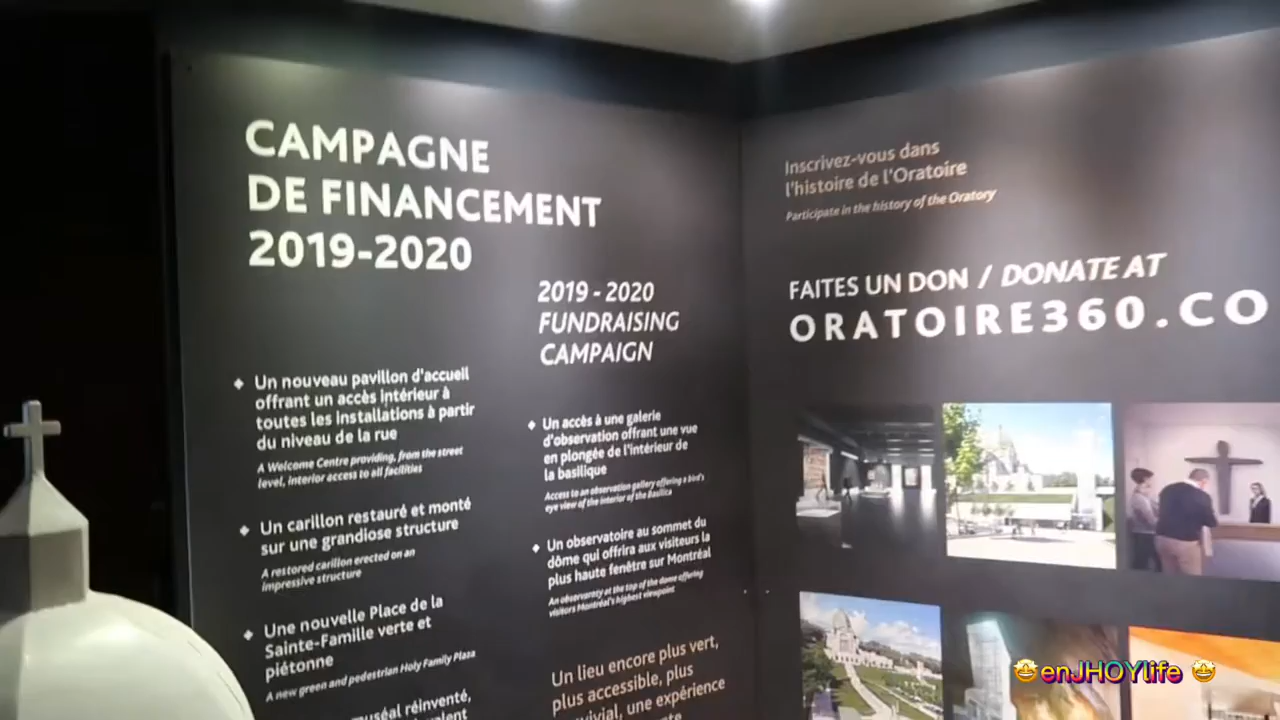 CAMPAGNE
DE FINANCEMENT
2019-2020
2019 - 2020
FUNDRAISING
CAMPAIGN
Un nouveau pavillon d'accueil
offrant un accès intérieur à
toutes les installations à partir
du niveau de la rue
A Welcome Centre providing, from the street
level, interior access to all facilities
Un carillon restauré et monté
sur une grandiose structure
A restored carillon erected on an
impressive structure
Une nouvelle Place de la
Sainte-Famille verte et
piétonne
A new green and pedestrian Holy Family Plaza
muséal réinventé,
Un accès à une galerie
d'observation offrant une vue
en plongée de l'intérieur de
la basilique
Access to an observation gallery offering a bird's
eye view of the interior of the Basilica
Un observatoire au sommet du
dôme qui offrira aux visiteurs la
plus haute fenêtre sur Montréal
An observatory at the top of the dome offering
visitors Montréal's highest viewpoint
Un lieu encore plus vert,
plus accessible, plus
une expérience
Inscrivez-vous dans
l'histoire de l'Oratoire
Participate in the history of the Oratory
FAITES UN DON / DONATE AT
ORATOIRE360.CO
enJHOYlife